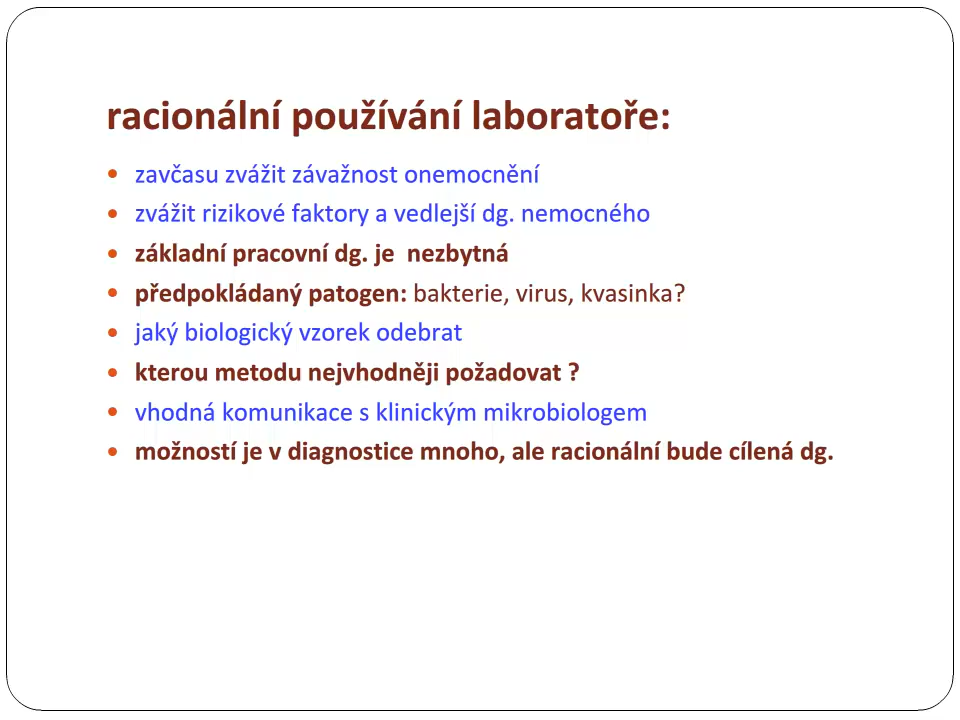 racionální používání laboratoře:
zavčasu zvážit závažnost onemocnění
zvážit rizikové faktory a vedlejší dg. nemocného
základní pracovní dg. je  nezbytná
předpokládaný patogen: bakterie, virus, kvasinka?
jaký biologický vzorek odebrat
kterou metodu nejvhodněji požadovat ?
vhodná komunikace s klinickým mikrobiologem
možností je v diagnostice mnoho, ale racionální bude cílená dg.